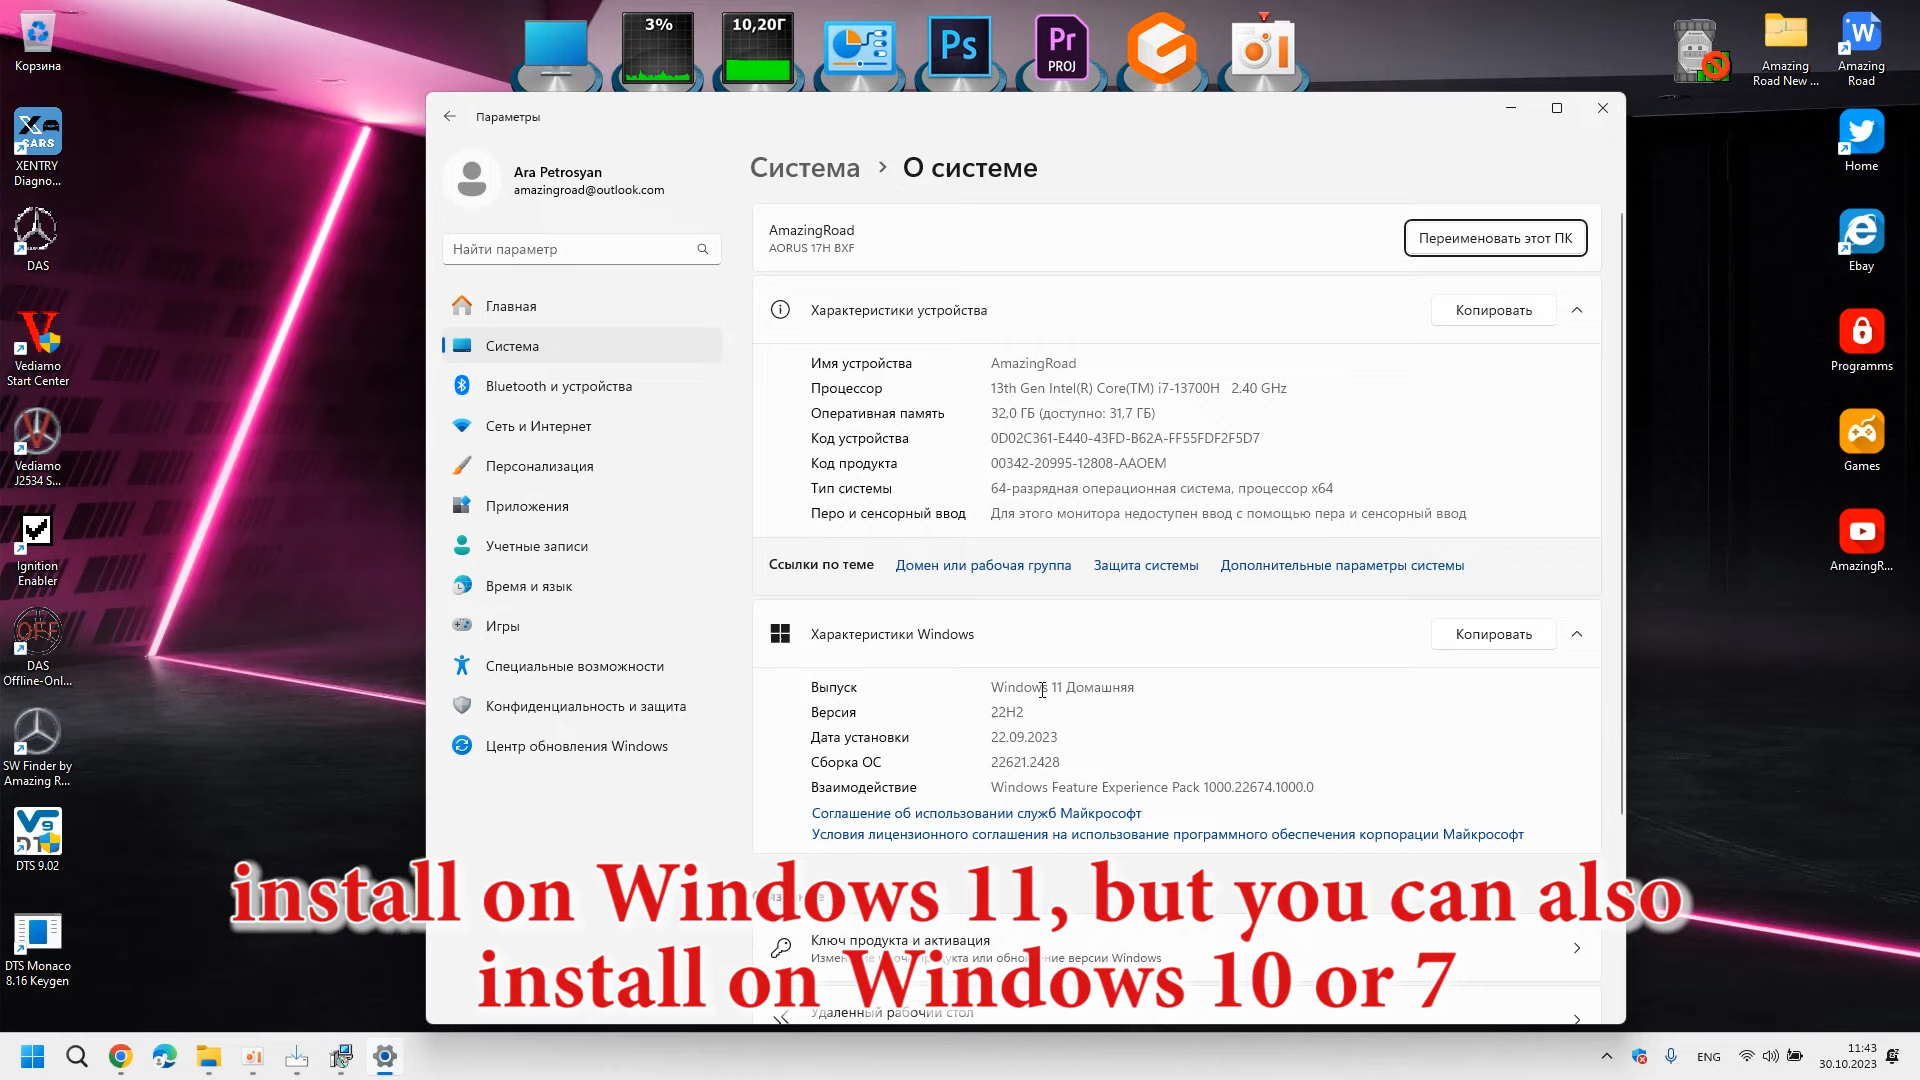 Корзина
XENTRY
Diagno...
DAS
Vediamo
Start Center
Vediamo
J2534 S...
Ignition
Enabler
OFF
DAS
Offline-Onl...
SW Finder by
Amazing R...
DTS 9.02
DTS Monaco
8.16 Keygen
3%
10,20Г
Ps
Pr
PROJ
Amazing
Road New ...
Amazing
Road
Home
Ebay
Programms
Games
AmazingR...
Параметры
Ara Petrosyan
amazingroad@outlook.com
Найти параметр
Главная
Система
Bluetooth и устройства
Сеть и Интернет
Персонализация
Приложения
Учетные записи
Время и язык
Игры
Специальные возможности
Конфиденциальность и защита
Центр обновления Windows
Система > О системе
AmazingRoad
AORUS 17H BXF
Переименовать этот ПК
Характеристики устройства
Копировать
Имя устройства AmazingRoad
Процессор 13th Gen Intel(R) Core(TM) i7-13700H 2.40 GHz
Оперативная память 32,0 ГБ (доступно: 31,7 ГБ)
Код устройства 0D02C361-E440-43FD-B62A-FF55FDF2F5D7
Код продукта 00342-20995-12808-AAOEM
Тип системы 64-разрядная операционная система, процессор x64
Перо и сенсорный ввод Для этого монитора недоступен ввод с помощью пера и сенсорный ввод
Ссылки по теме Домен или рабочая группа Защита системы Дополнительные параметры системы
Характеристики Windows
Копировать
Выпуск Windows 11 Домашняя
Версия 22H2
Дата установки 22.09.2023
Сборка ОС 22621.2428
Взаимодействие Windows Feature Experience Pack 1000.22674.1000.0
Соглашение об использовании служб Майкрософт
Условия лицензионного соглашения на использование программного обеспечения корпорации Майкрософт
install on Windows 11, but you can also
install on Windows 10 or 7
Ключ продукта и активация
версии Windows
Удаленный рабочий стол
ENG
11:43
30.10.2023